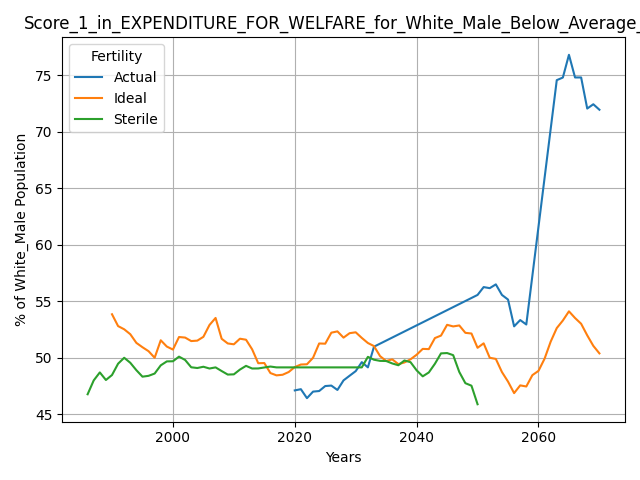 Score_1_in_EXPENDITURE_FOR_WELFARE_for_White_Male_Below_Average_
Fertility
Actual
Ideal
Sterile
% of White_Male Population
75
70
65
60
55
50
45
2000
2020
2040
2060
Years